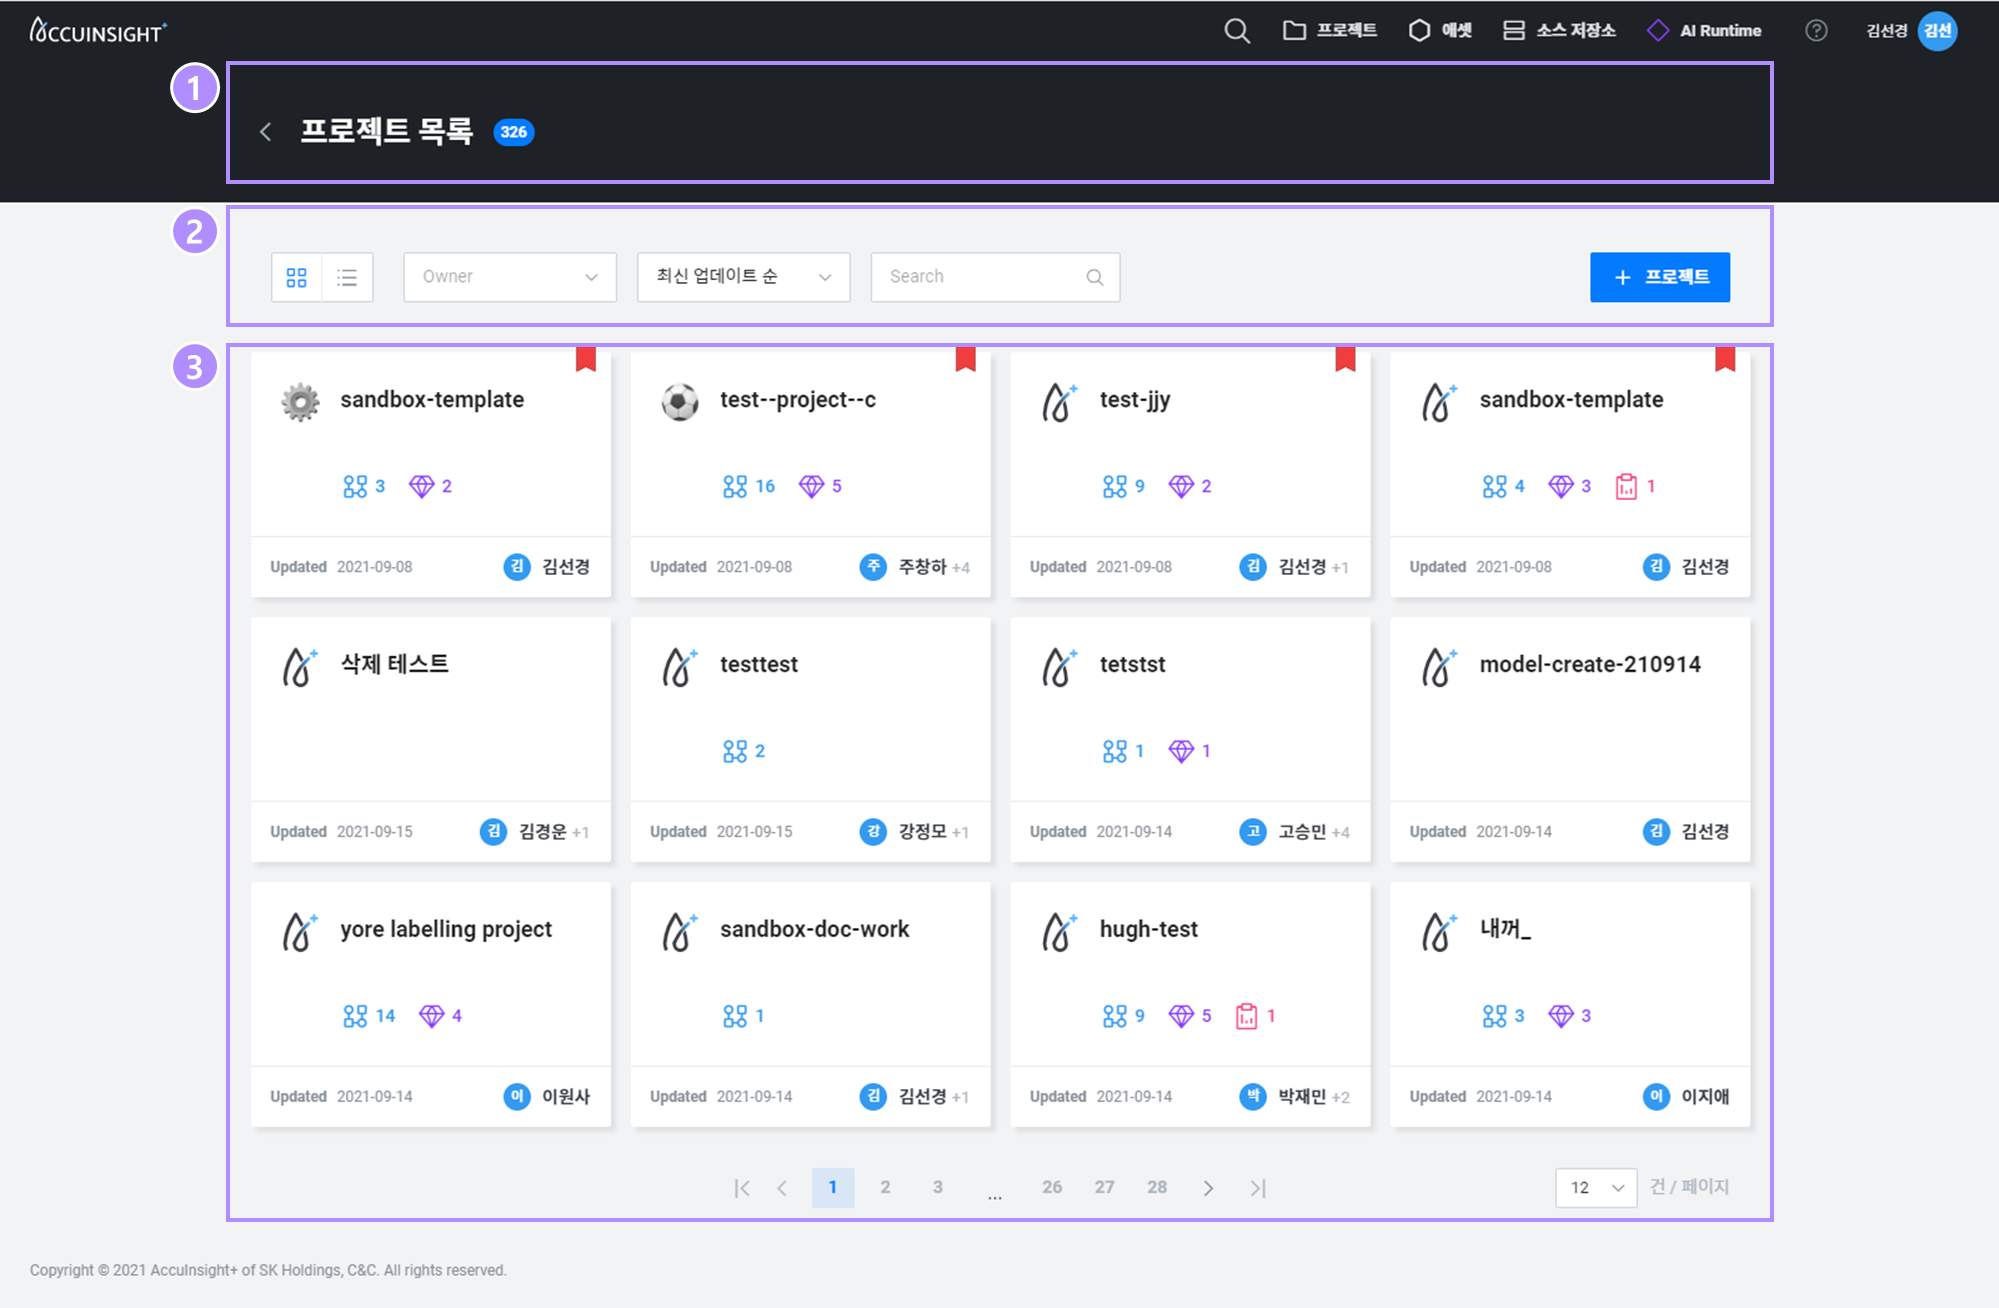 ACCUINSIGHT+ 프로젝트 애셋 소스 저장소 AI Runtime ? 김선경 김선
1
프로젝트 목록 326
2
Owner 최신 업데이트 순 Search + 프로젝트
3
sandbox-template test--project--c test-jjy sandbox-template
3 2 16 5 9 2 4 3 1
Updated 2021-09-08 김 김선경 Updated 2021-09-08 주 주창하 +4 Updated 2021-09-08 김 김선경 +1 Updated 2021-09-08 김 김선경
삭제 테스트 testtest tetstst model-create-210914
2 1 1
Updated 2021-09-15 김 김경운 +1 Updated 2021-09-15 강 강정모 +1 Updated 2021-09-14 고 고승민 +4 Updated 2021-09-14 김 김선경
yore labelling project sandbox-doc-work hugh-test 내꺼_
14 4 1 9 5 1 3 3
Updated 2021-09-14 이 이원사 Updated 2021-09-14 김 김선경 +1 Updated 2021-09-14 박 박재민 +2 Updated 2021-09-14 이 이지애
1 2 3 ... 26 27 28 12 건 / 페이지
Copyright © 2021 AccuInsight+ of SK Holdings, C&C. All rights reserved.